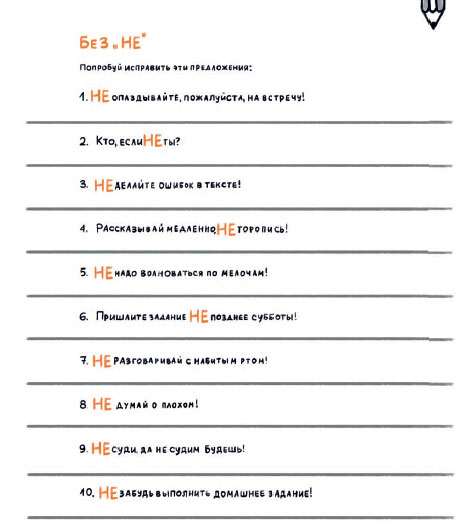 Без „НЕ"
Попробуй исправить эти предложения:
1. НЕ опаздывайте, пожалуйста, на встречу!
2. Кто, если НЕ ты?
3. НЕ делайте ошибок в тексте!
4. Рассказывай медленно, НЕ торопись!
5. НЕ надо волноваться по мелочам!
6. Пришлите задание НЕ позднее субботы!
7. НЕ разговаривай с набитым ртом!
8 НЕ думай о плохом!
9. НЕ суди, да не судим будешь!
10. НЕ забудь выполнить домашнее задание!